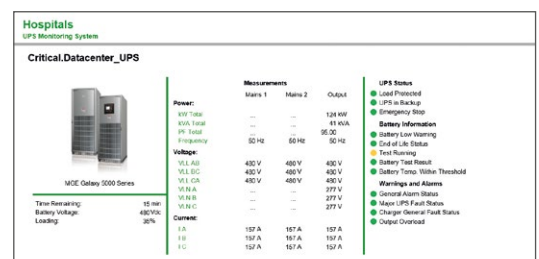 Hospitals
UPS Monitoring System
Critical.Datacenter_UPS
MGE Galaxy 5000 Series
Time Remaining: 15 min
Battery Voltage: 480 Vdc
Loading: 35%
Measurements
Mains 1 Mains 2 Output
Power:
kW Total ... ... 124 kW
kVA Total ... ... 41 kVA
PF Total ... ... 95.00
Frequency 50 Hz 50 Hz 50 Hz
Voltage:
VLL AB 480 V 480 V 480 V
VLL BC 480 V 480 V 480 V
VLL CA 480 V 480 V 480 V
VLN A ... ... 277 V
VLN B ... ... 277 V
VLN C ... ... 277 V
Current:
I A 157 A 157 A 157 A
I B 157 A 157 A 157 A
I C 157 A 157 A 157 A
UPS Status
Load Protected
UPS in Backup
Emergency Stop
Battery Information
Battery Low Warning
End of Life Status
Test Running
Battery Test Result
Battery Temp. Within Threshold
Warnings and Alarms
General Alarm Status
Major UPS Fault Status
Charger General Fault Status
Output Overload